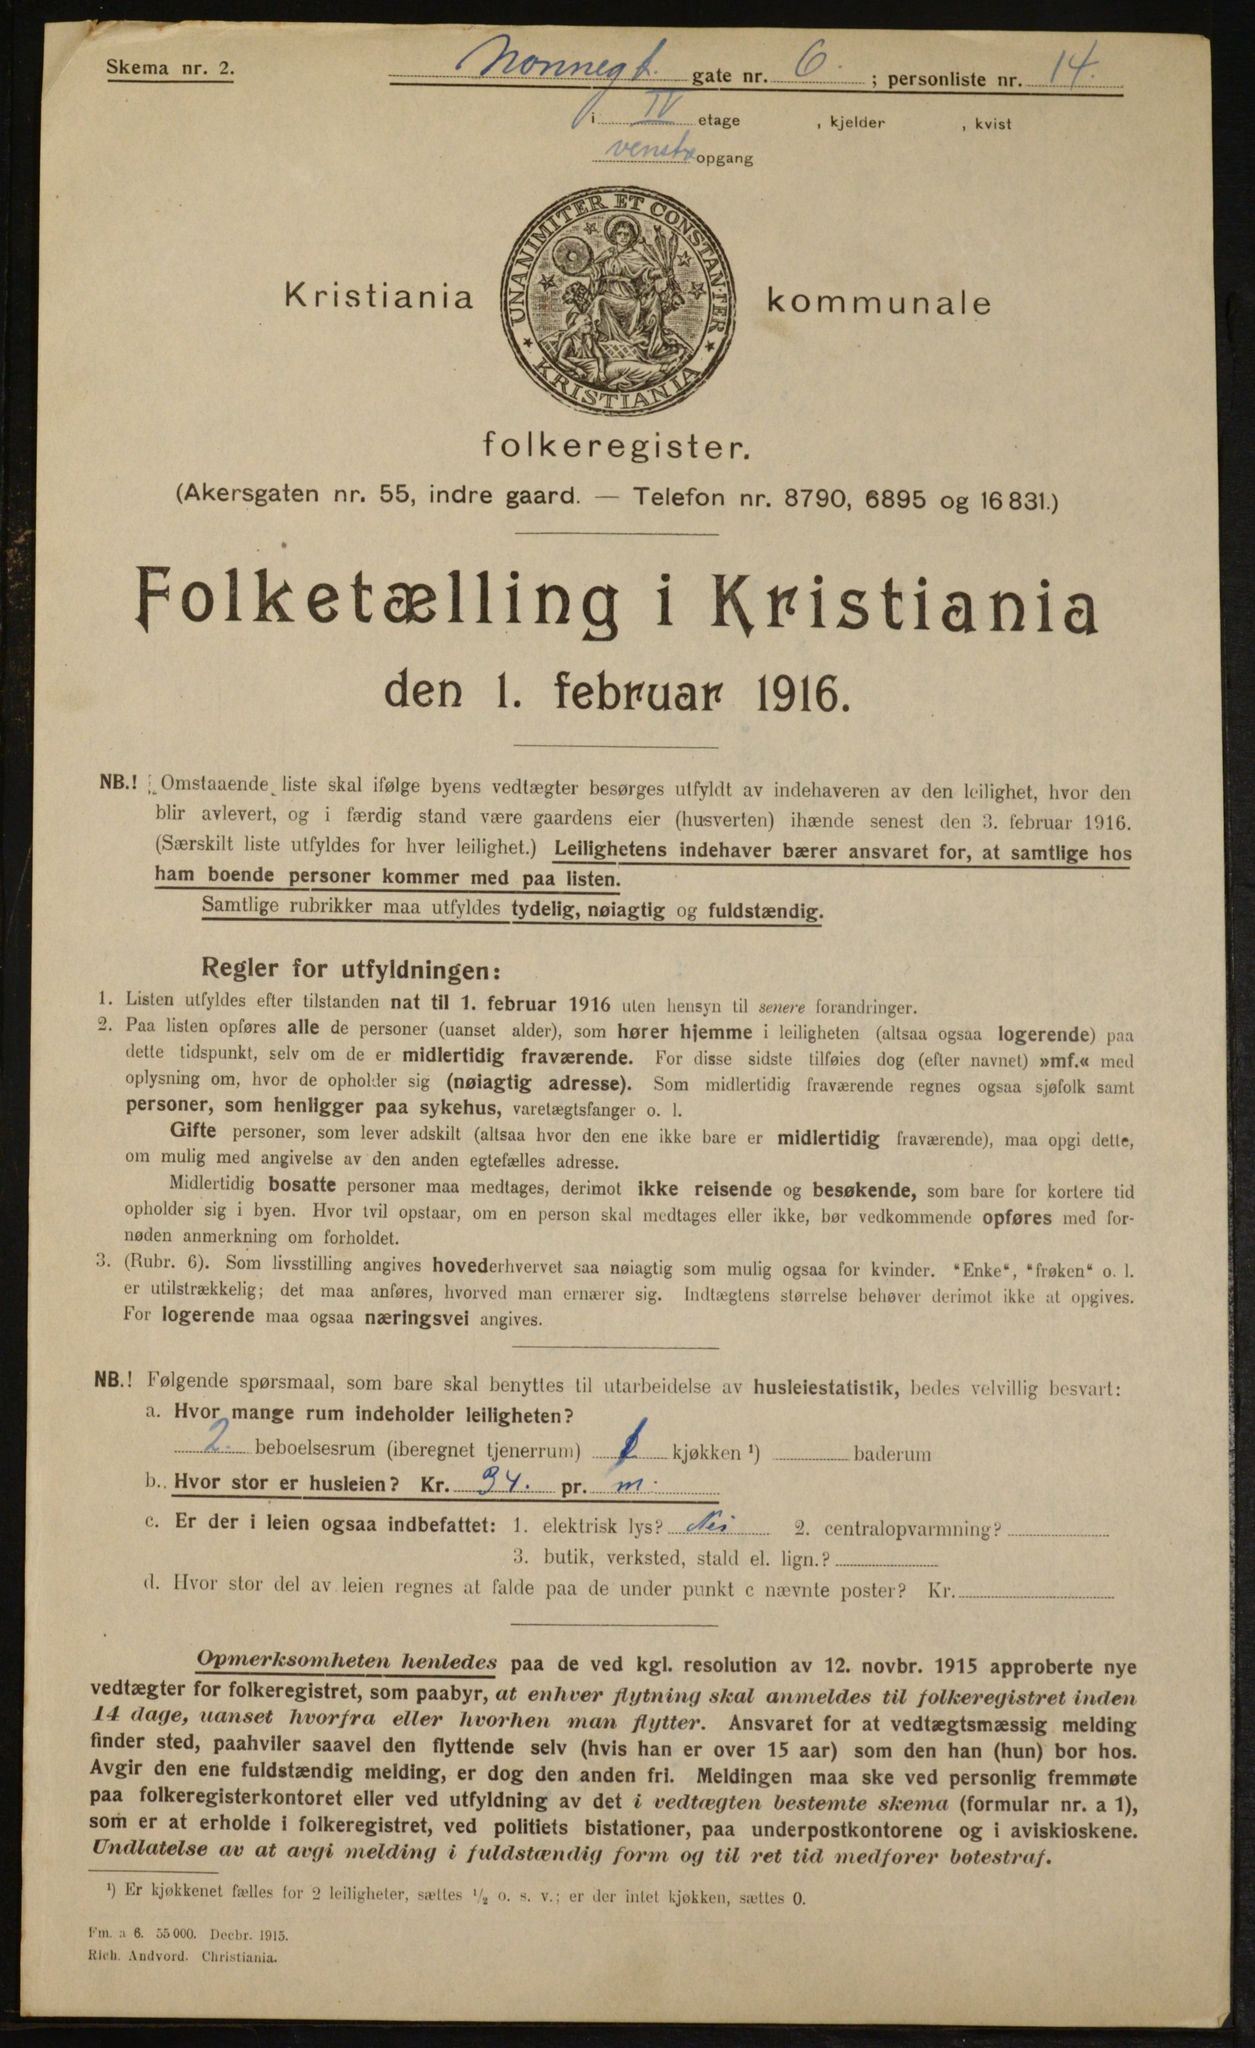 Skema nr. 2.
Nonnegt. gate nr. 6. ; personliste nr. 14.
i IV etage , kjelder , kvist
venstre opgang
UNANIMITER ET CONSTANTER
★ KRISTIANIA ★
Kristiania kommunale
folkeregister.
(Akersgaten nr. 55, indre gaard. — Telefon nr. 8790, 6895 og 16 831.)
Folketælling i Kristiania
den 1. februar 1916.
NB.! Omstaaende liste skal ifølge byens vedtægter besørges utfyldt av indehaveren av den leilighet, hvor den
blir avlevert, og i færdig stand være gaardens eier (husverten) ihænde senest den 3. februar 1916.
(Særskilt liste utfyldes for hver leilighet.) Leilighetens indehaver bærer ansvaret for, at samtlige hos
ham boende personer kommer med paa listen.
Samtlige rubrikker maa utfyldes tydelig, nøiagtig og fuldstændig.
Regler for utfyldningen:
1. Listen utfyldes efter tilstanden nat til 1. februar 1916 uten hensyn til senere forandringer.
2. Paa listen opføres alle de personer (uanset alder), som hører hjemme i leiligheten (altsaa ogsaa logerende) paa
dette tidspunkt, selv om de er midlertidig fraværende. For disse sidste tilføies dog (efter navnet) »mf.« med
oplysning om, hvor de opholder sig (nøiagtig adresse). Som midlertidig fraværende regnes ogsaa sjøfolk samt
personer, som henligger paa sykehus, varetægtsfanger o. l.
Gifte personer, som lever adskilt (altsaa hvor den ene ikke bare er midlertidig fraværende), maa opgi dette,
om mulig med angivelse av den anden egtefælles adresse.
Midlertidig bosatte personer maa medtages, derimot ikke reisende og besøkende, som bare for kortere tid
opholder sig i byen. Hvor tvil opstaar, om en person skal medtages eller ikke, bør vedkommende opføres med for-
nøden anmerkning om forholdet.
3. (Rubr. 6). Som livsstilling angives hovederhvervet saa nøiagtig som mulig ogsaa for kvinder. "Enke", "frøken" o. l.
er utilstrækkelig; det maa anføres, hvorved man ernærer sig. Indtægtens størrelse behøver derimot ikke at opgives.
For logerende maa ogsaa næringsvei angives.
NB.! Følgende spørsmaal, som bare skal benyttes til utarbeidelse av husleiestatistik, bedes velvillig besvart:
a. Hvor mange rum indeholder leiligheten?
2. beboelsesrum (iberegnet tjenerrum) 1 kjøkken ¹) baderum
b. Hvor stor er husleien? Kr. 34. pr. m.
c. Er der i leien ogsaa indbefattet: 1. elektrisk lys? Nei 2. centralopvarmning?
3. butik, verksted, stald el. lign.?
d. Hvor stor del av leien regnes at falde paa de under punkt c nævnte poster? Kr.
Opmerksomheten henledes paa de ved kgl. resolution av 12. novbr. 1915 approberte nye
vedtægter for folkeregistret, som paabyr, at enhver flytning skal anmeldes til folkeregistret inden
14 dage, uanset hvorfra eller hvorhen man flytter. Ansvaret for at vedtægtsmæssig melding
finder sted, paahviler saavel den flyttende selv (hvis han er over 15 aar) som den han (hun) bor hos.
Avgir den ene fuldstændig melding, er dog den anden fri. Meldingen maa ske ved personlig fremmøte
paa folkeregisterkontoret eller ved utfyldning av det i vedtægten bestemte skema (formular nr. a 1),
som er at erholde i folkeregistret, ved politiets bistationer, paa underpostkontorene og i aviskioskene.
Undlatelse av at avgi melding i fuldstændig form og til ret tid medfører bøtestraf.
¹) Er kjøkkenet fælles for 2 leiligheter, sættes ½ o. s. v.; er der intet kjøkken, sættes 0.
Fm. a 6. 55 000. Decbr. 1915.
Rich. Andvord. Christiania.